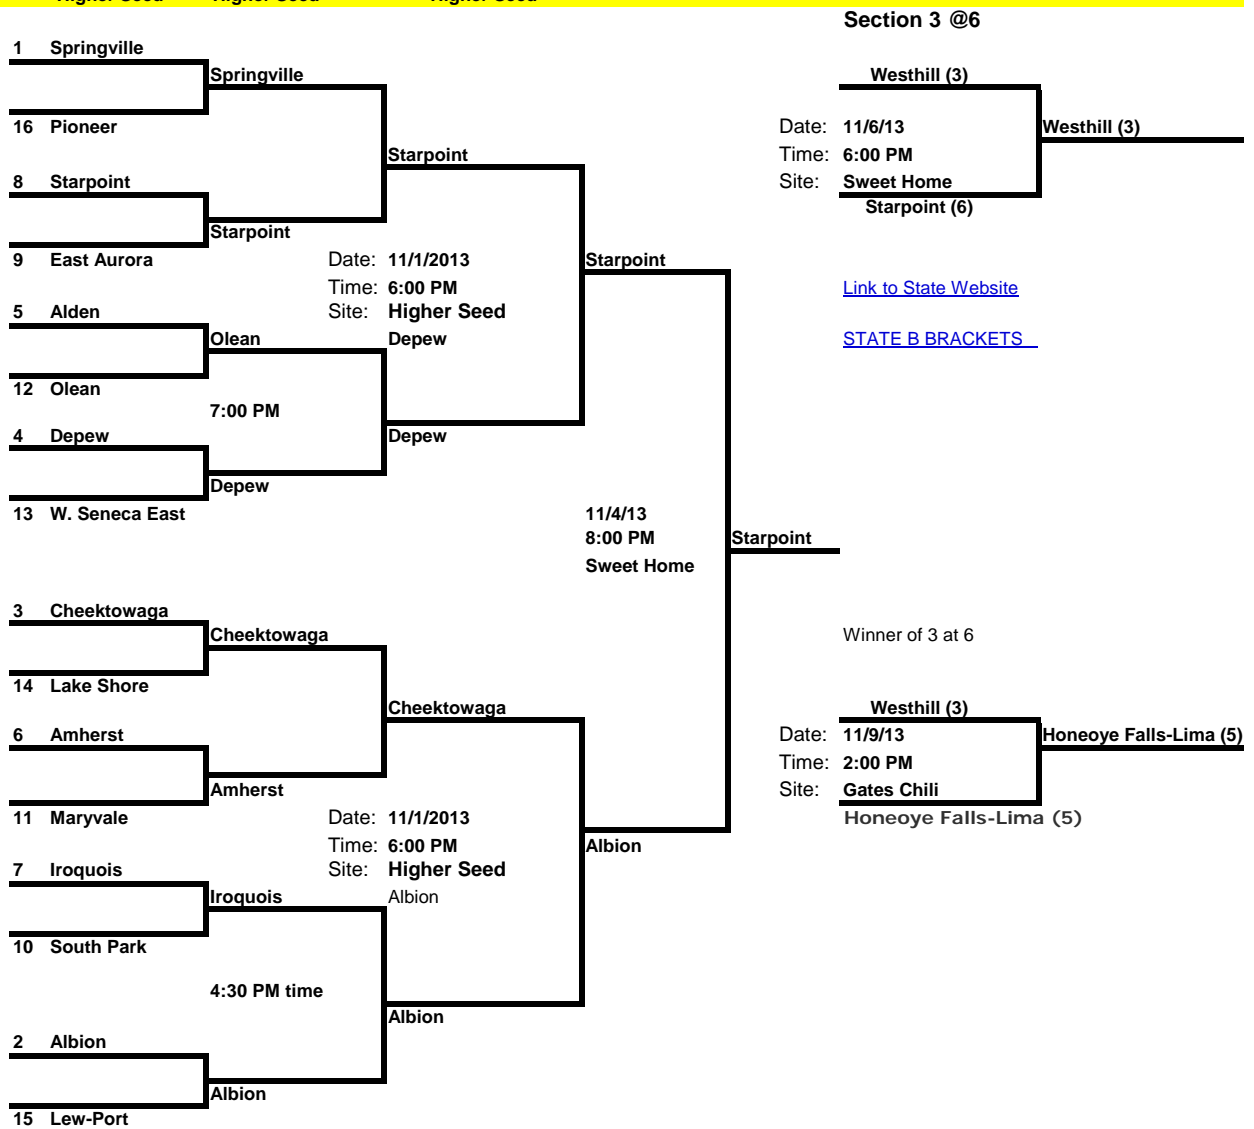 Higher Seed Higher Seed Higher Seed
Section 3 @6
1 Springville
Springville
16 Pioneer
Starpoint
8 Starpoint
Starpoint
9 East Aurora
Date: 11/1/2013
Time: 6:00 PM
Site: Higher Seed
Depew
Starpoint
5 Alden
Olean
12 Olean
7:00 PM
4 Depew
Depew
Depew
13 W. Seneca East
11/4/13
8:00 PM
Sweet Home
Starpoint
3 Cheektowaga
Cheektowaga
14 Lake Shore
Cheektowaga
6 Amherst
Amherst
11 Maryvale
Date: 11/1/2013
Time: 6:00 PM
Site: Higher Seed
Albion
Albion
7 Iroquois
Iroquois
10 South Park
4:30 PM time
Albion
2 Albion
Albion
15 Lew-Port
Westhill (3)
Date: 11/6/13
Time: 6:00 PM
Site: Sweet Home
Starpoint (6)
Westhill (3)
Link to State Website
STATE B BRACKETS
Winner of 3 at 6
Westhill (3)
Date: 11/9/13
Time: 2:00 PM
Site: Gates Chili
Honeoye Falls-Lima (5)
Honeoye Falls-Lima (5)